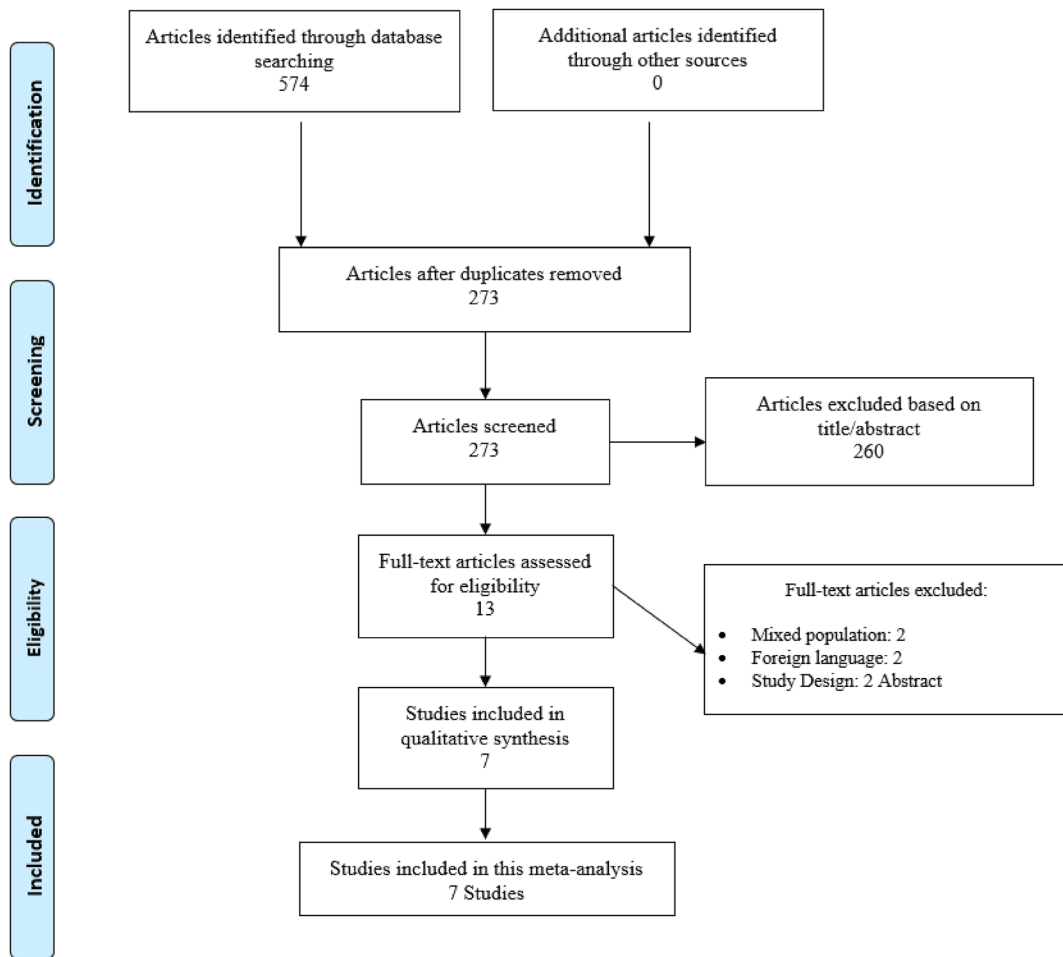 Identification
Articles identified through database
searching
574
Additional articles identified
through other sources
0
Screening
Articles after duplicates removed
273
Articles screened
273
Articles excluded based on
title/abstract
260
Eligibility
Full-text articles assessed
for eligibility
13
Full-text articles excluded:
• Mixed population: 2
• Foreign language: 2
• Study Design: 2 Abstract
Studies included in
qualitative synthesis
7
Included
Studies included in this meta-analysis
7 Studies